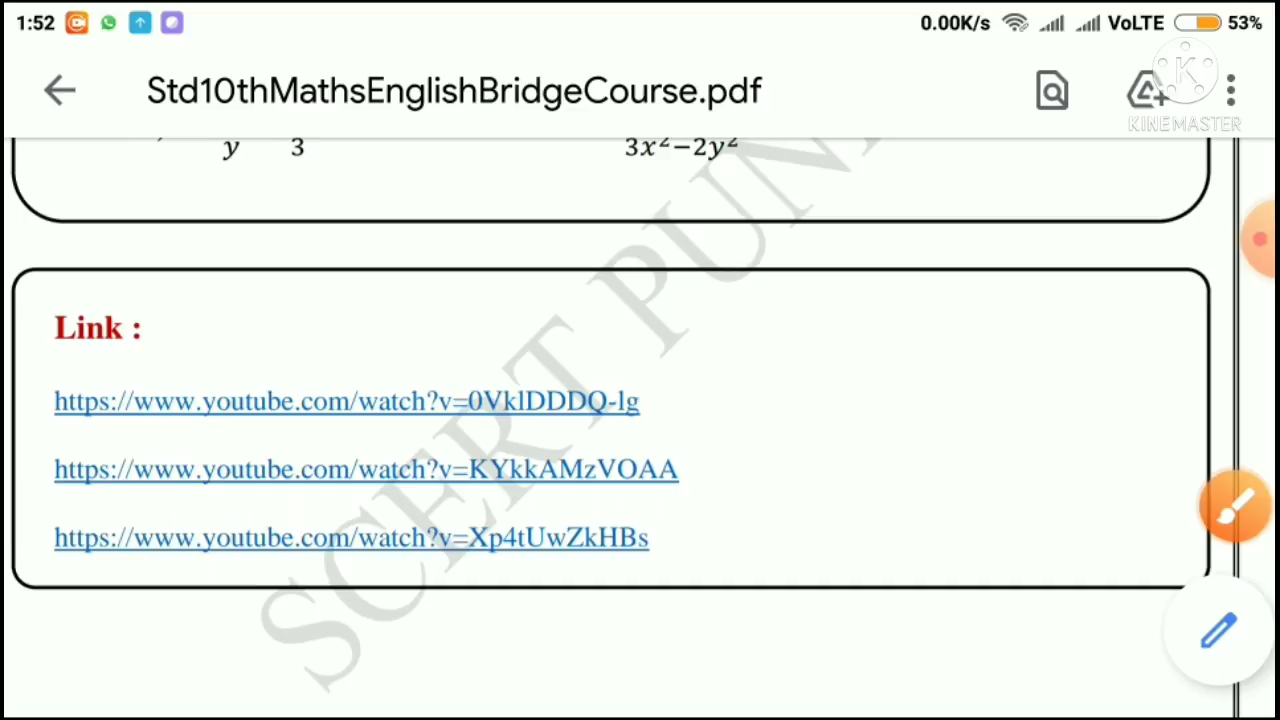 1:52 0.00K/s VoLTE 53%
Std10thMathsEnglishBridgeCourse.pdf
KINEMASTER
y 3 3x²−2y²
Link :
https://www.youtube.com/watch?v=0VklDDDQ-lg
https://www.youtube.com/watch?v=KYkkAMzVOAA
https://www.youtube.com/watch?v=Xp4tUwZkHBs
SCERT PUN